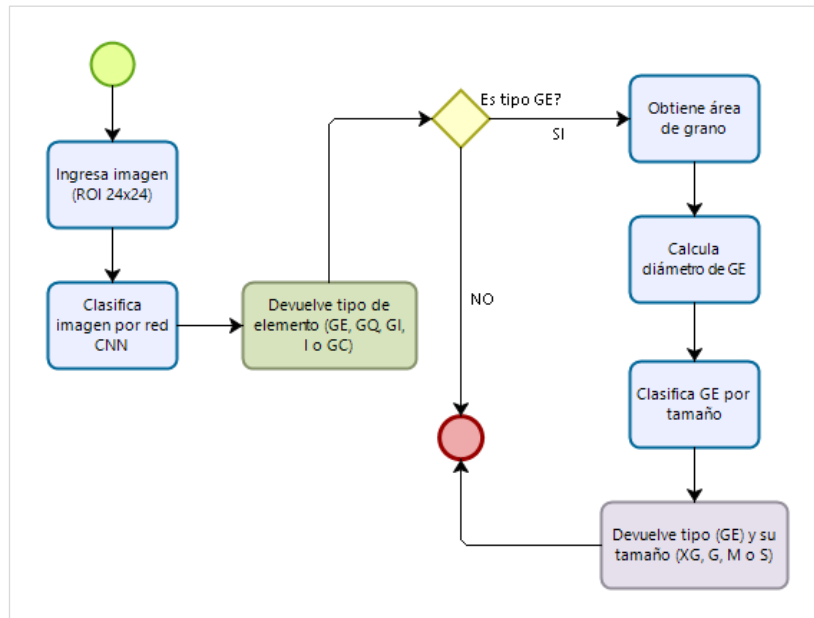 Ingresa imagen
(ROI 24x24)
Clasifica
imagen por red
CNN
Devuelve tipo de
elemento (GE, GQ, GI,
I o GC)
Es tipo GE?
SI
NO
Obtiene área
de grano
Calcula
diámetro de GE
Clasifica GE por
tamaño
Devuelve tipo (GE) y su
tamaño (XG, G, M o S)